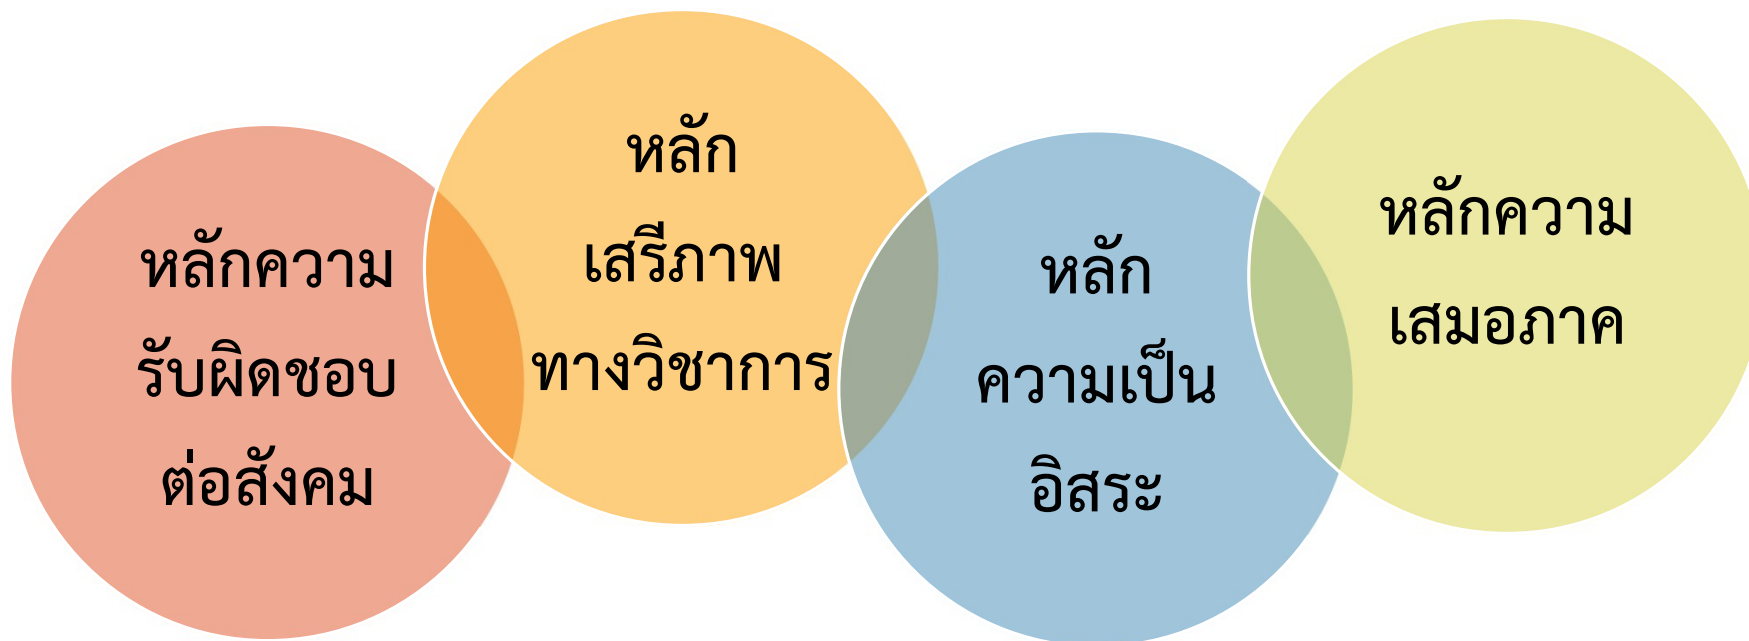 หลักความ
รับผิดชอบ
ต่อสังคม
หลัก
เสรีภาพ
ทางวิชาการ
หลัก
ความเป็น
อิสระ
หลักความ
เสมอภาค